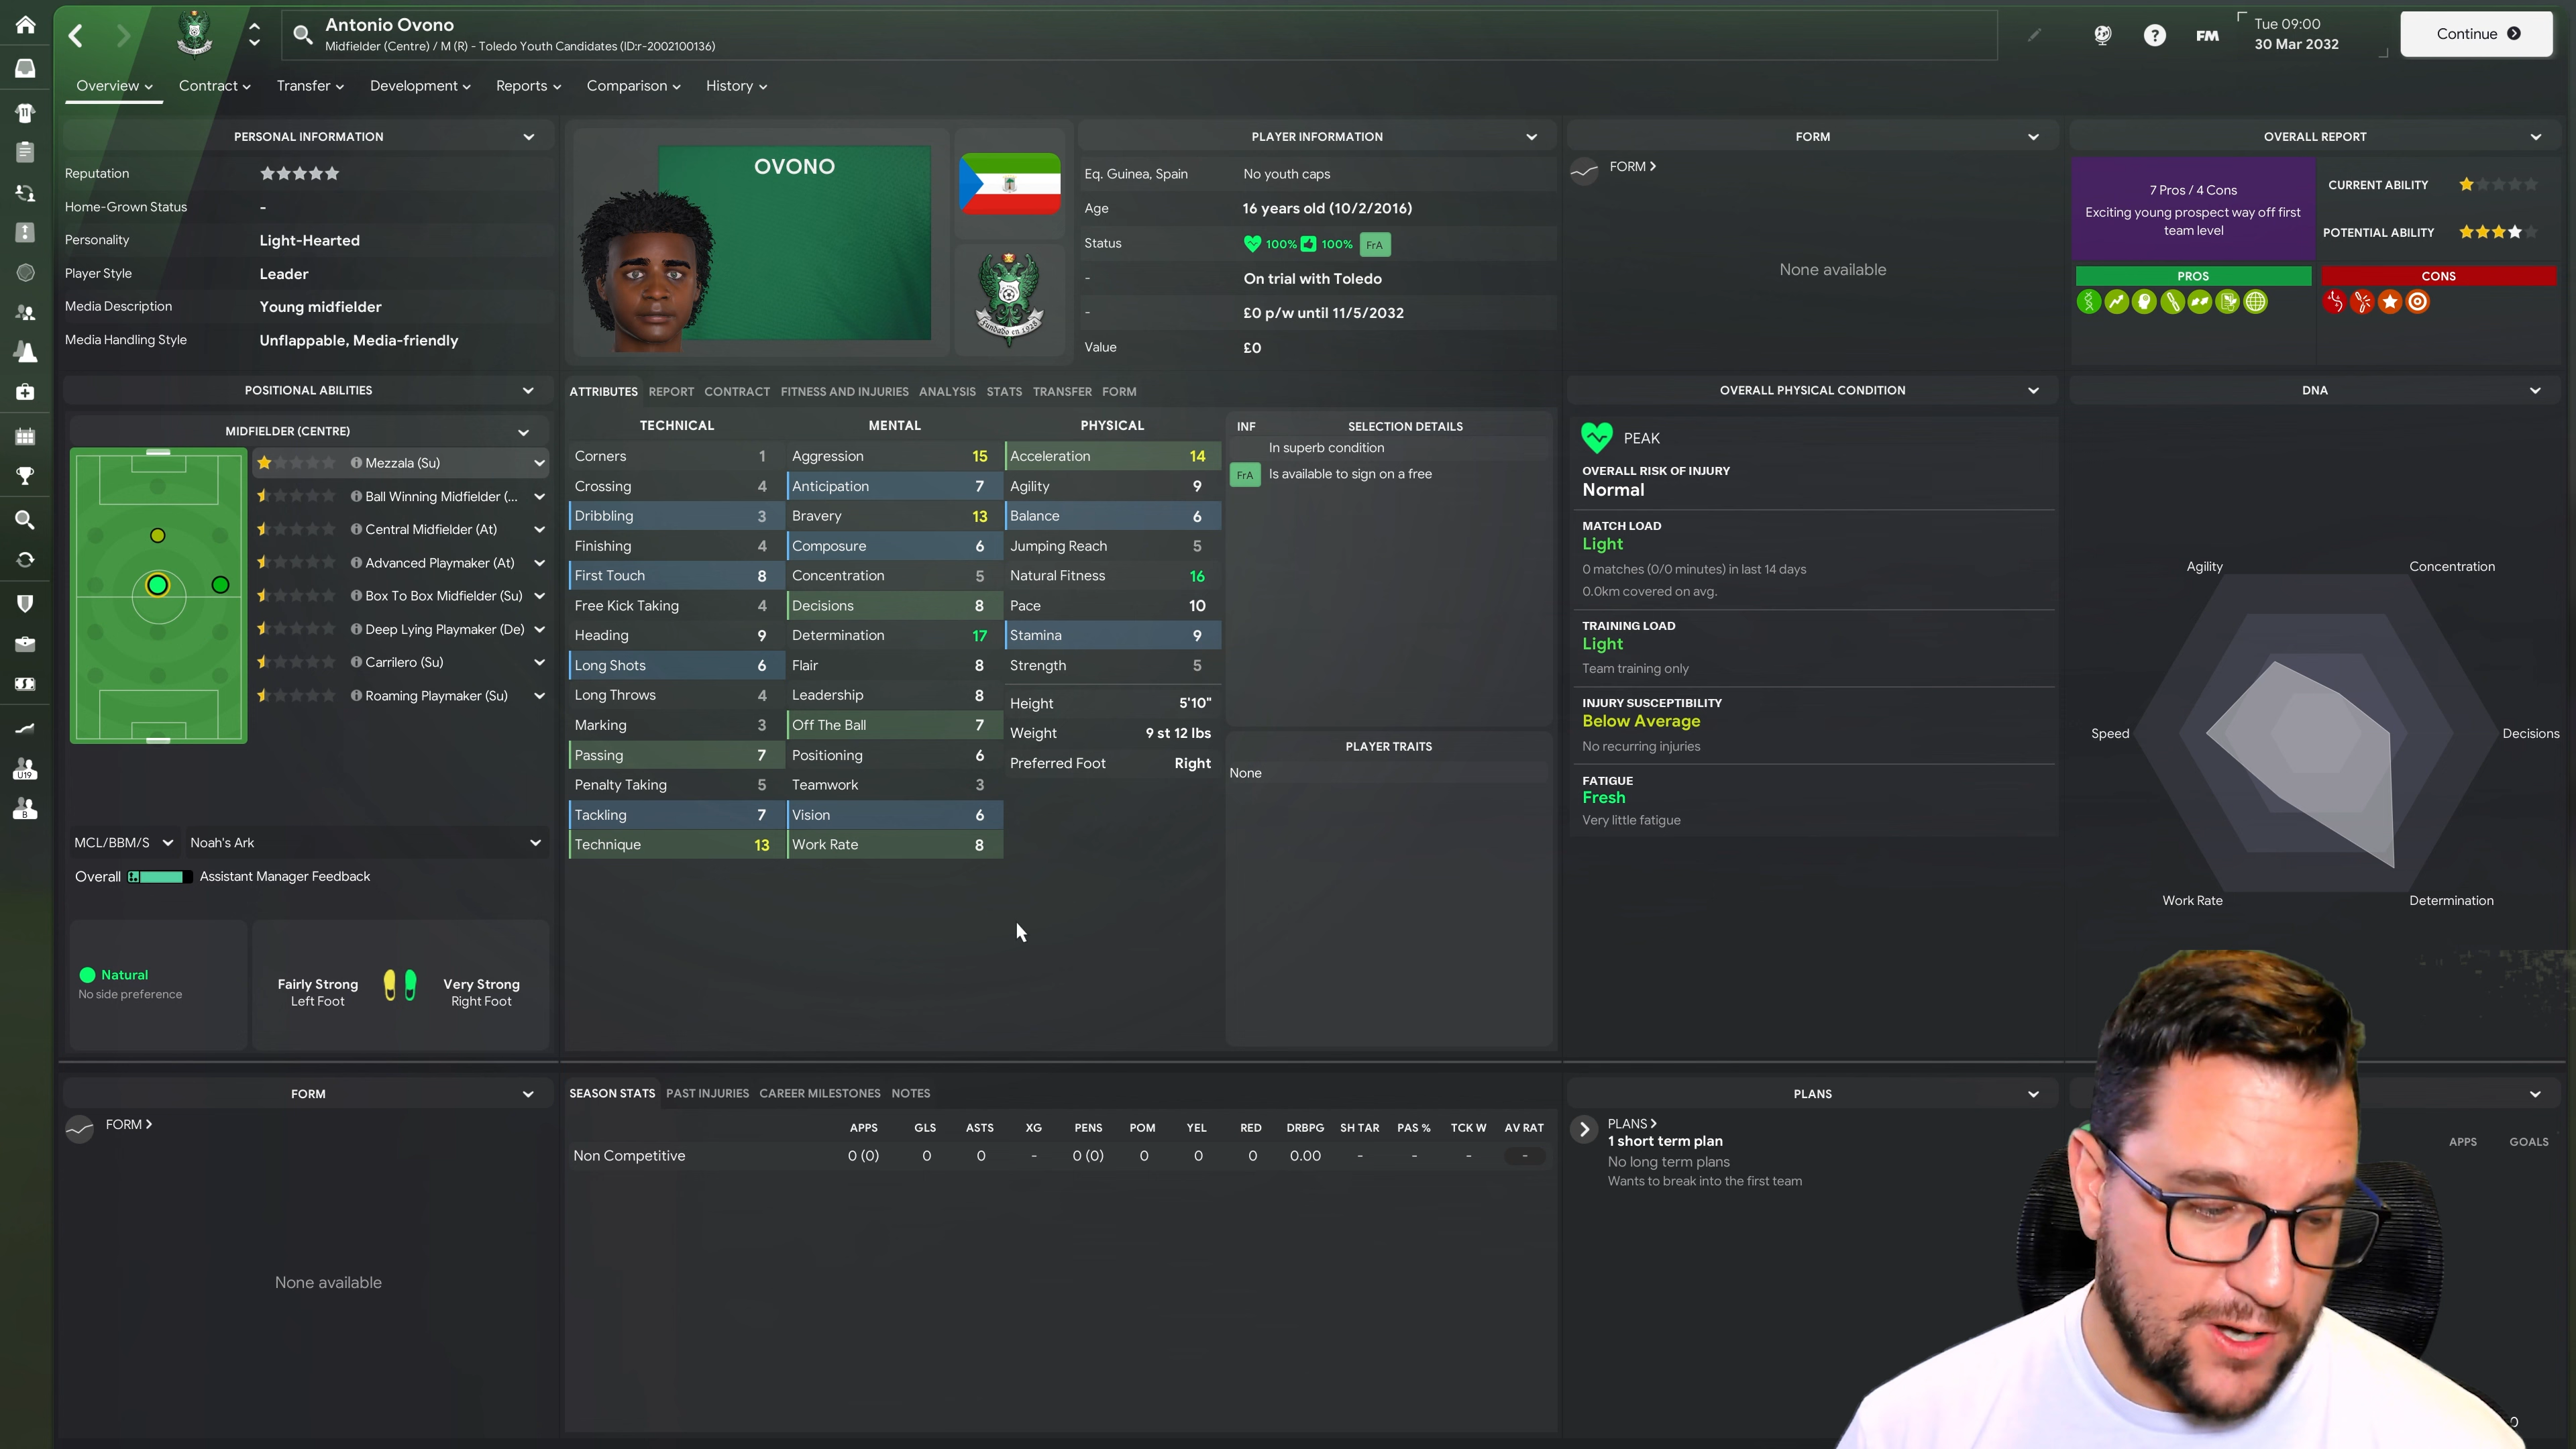 Antonio Ovono
Midfielder (Centre) / M (R) - Toledo Youth Candidates (ID:r-2002100136)
FM
Tue 09:00
30 Mar 2032
Continue
Overview
Contract
Transfer
Development
Reports
Comparison
History
PERSONAL INFORMATION
Reputation
Home-Grown Status -
Personality Light-Hearted
Player Style Leader
Media Description Young midfielder
Media Handling Style Unflappable, Media-friendly
OVONO
PLAYER INFORMATION
Eq. Guinea, Spain No youth caps
Age 16 years old (10/2/2016)
Status 100% 100% FrA
- On trial with Toledo
- £0 p/w until 11/5/2032
Value £0
FORM
FORM
None available
OVERALL REPORT
7 Pros / 4 Cons
Exciting young prospect way off first
team level
CURRENT ABILITY
POTENTIAL ABILITY
PROS
CONS
POSITIONAL ABILITIES
MIDFIELDER (CENTRE)
Mezzala (Su)
Ball Winning Midfielder (...
Central Midfielder (At)
Advanced Playmaker (At)
Box To Box Midfielder (Su)
Deep Lying Playmaker (De)
Carrilero (Su)
Roaming Playmaker (Su)
MCL/BBM/S Noah's Ark
Overall Assistant Manager Feedback
Natural
No side preference
Fairly Strong
Left Foot
Very Strong
Right Foot
ATTRIBUTES REPORT CONTRACT FITNESS AND INJURIES ANALYSIS STATS TRANSFER FORM
TECHNICAL
Corners 1
Crossing 4
Dribbling 3
Finishing 4
First Touch 8
Free Kick Taking 4
Heading 9
Long Shots 6
Long Throws 4
Marking 3
Passing 7
Penalty Taking 5
Tackling 7
Technique 13
MENTAL
Aggression 15
Anticipation 7
Bravery 13
Composure 6
Concentration 5
Decisions 8
Determination 17
Flair 8
Leadership 8
Off The Ball 7
Positioning 6
Teamwork 3
Vision 6
Work Rate 8
PHYSICAL
Acceleration 14
Agility 9
Balance 6
Jumping Reach 5
Natural Fitness 16
Pace 10
Stamina 9
Strength 5
Height 5'10"
Weight 9 st 12 lbs
Preferred Foot Right
INF SELECTION DETAILS
In superb condition
FrA Is available to sign on a free
PLAYER TRAITS
None
OVERALL PHYSICAL CONDITION
PEAK
OVERALL RISK OF INJURY
Normal
MATCH LOAD
Light
0 matches (0/0 minutes) in last 14 days
0.0km covered on avg.
TRAINING LOAD
Light
Team training only
INJURY SUSCEPTIBILITY
Below Average
No recurring injuries
FATIGUE
Fresh
Very little fatigue
DNA
Agility
Concentration
Speed
Decisions
Work Rate
Determination
U19
B
FORM
FORM
None available
SEASON STATS PAST INJURIES CAREER MILESTONES NOTES
APPS GLS ASTS XG PENS POM YEL RED DRBPG SH TAR PAS % TCK W AV RAT
Non Competitive 0 (0) 0 0 - 0 (0) 0 0 0 0.00 - - - -
PLANS
PLANS
1 short term plan
No long term plans
Wants to break into the first team
APPS GOALS